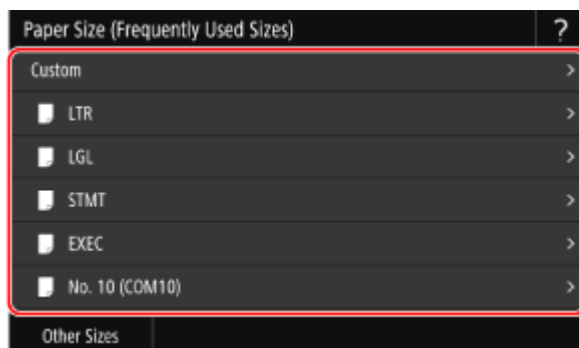 Paper Size (Frequently Used Sizes) ?
Custom
LTR
LGL
STMT
EXEC
No. 10 (COM10)
Other Sizes